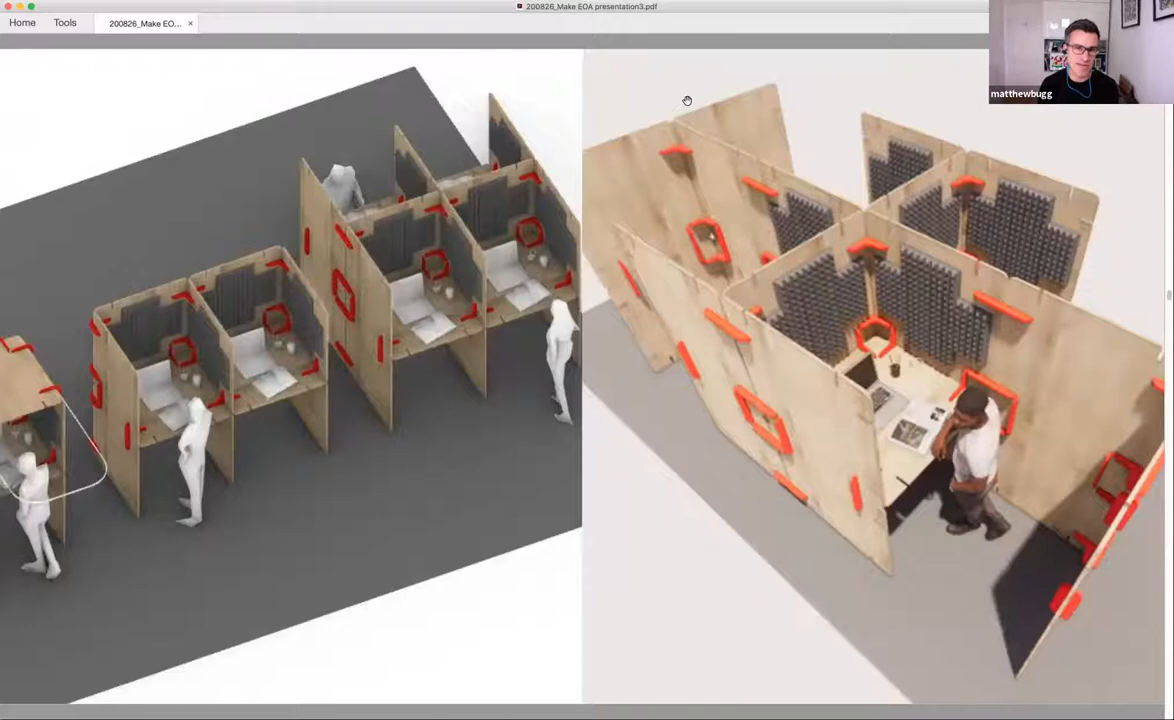 200826_Make EOA presentation3.pdf
Home
Tools
200826_Make EO...
matthewbugg